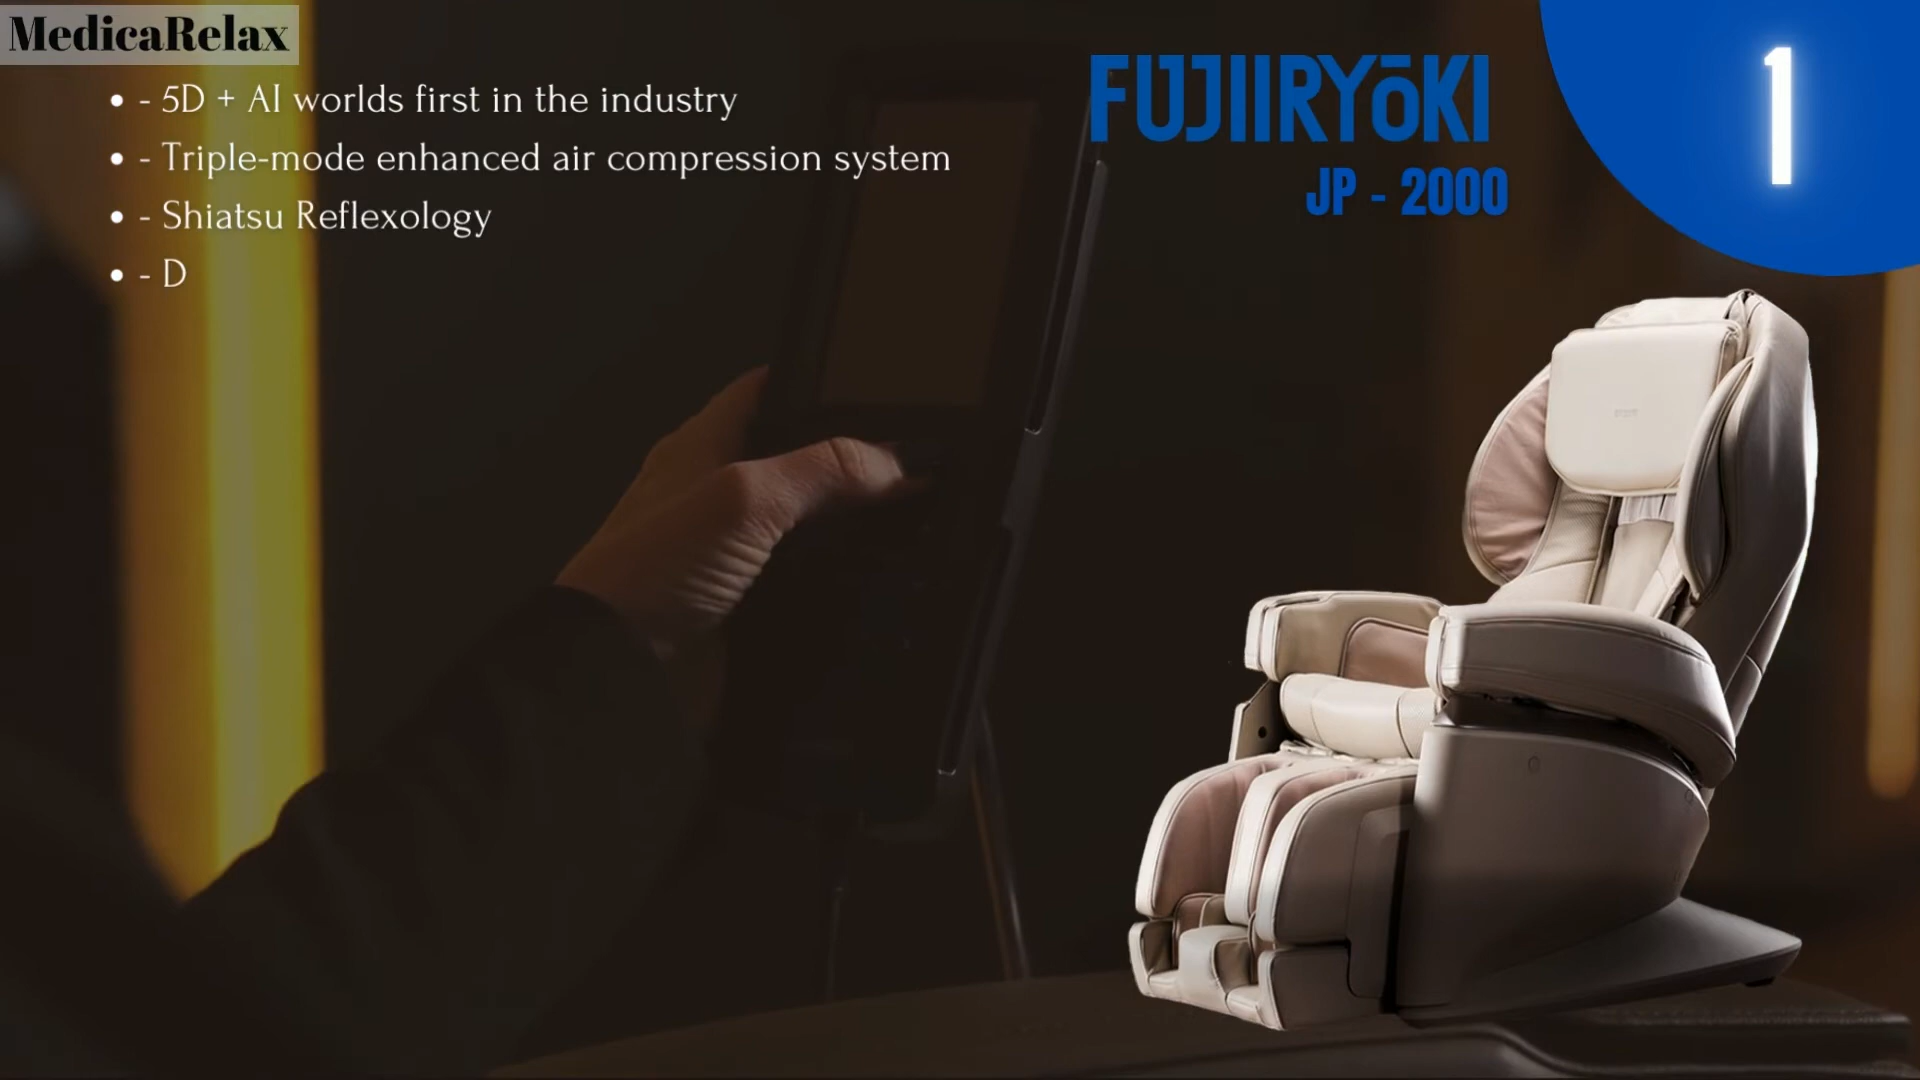 MedicaRelax
- 5D + AI worlds first in the industry
- Triple-mode enhanced air compression system
- Shiatsu Reflexology
- D
FUJIIRYōKI
JP - 2000
1